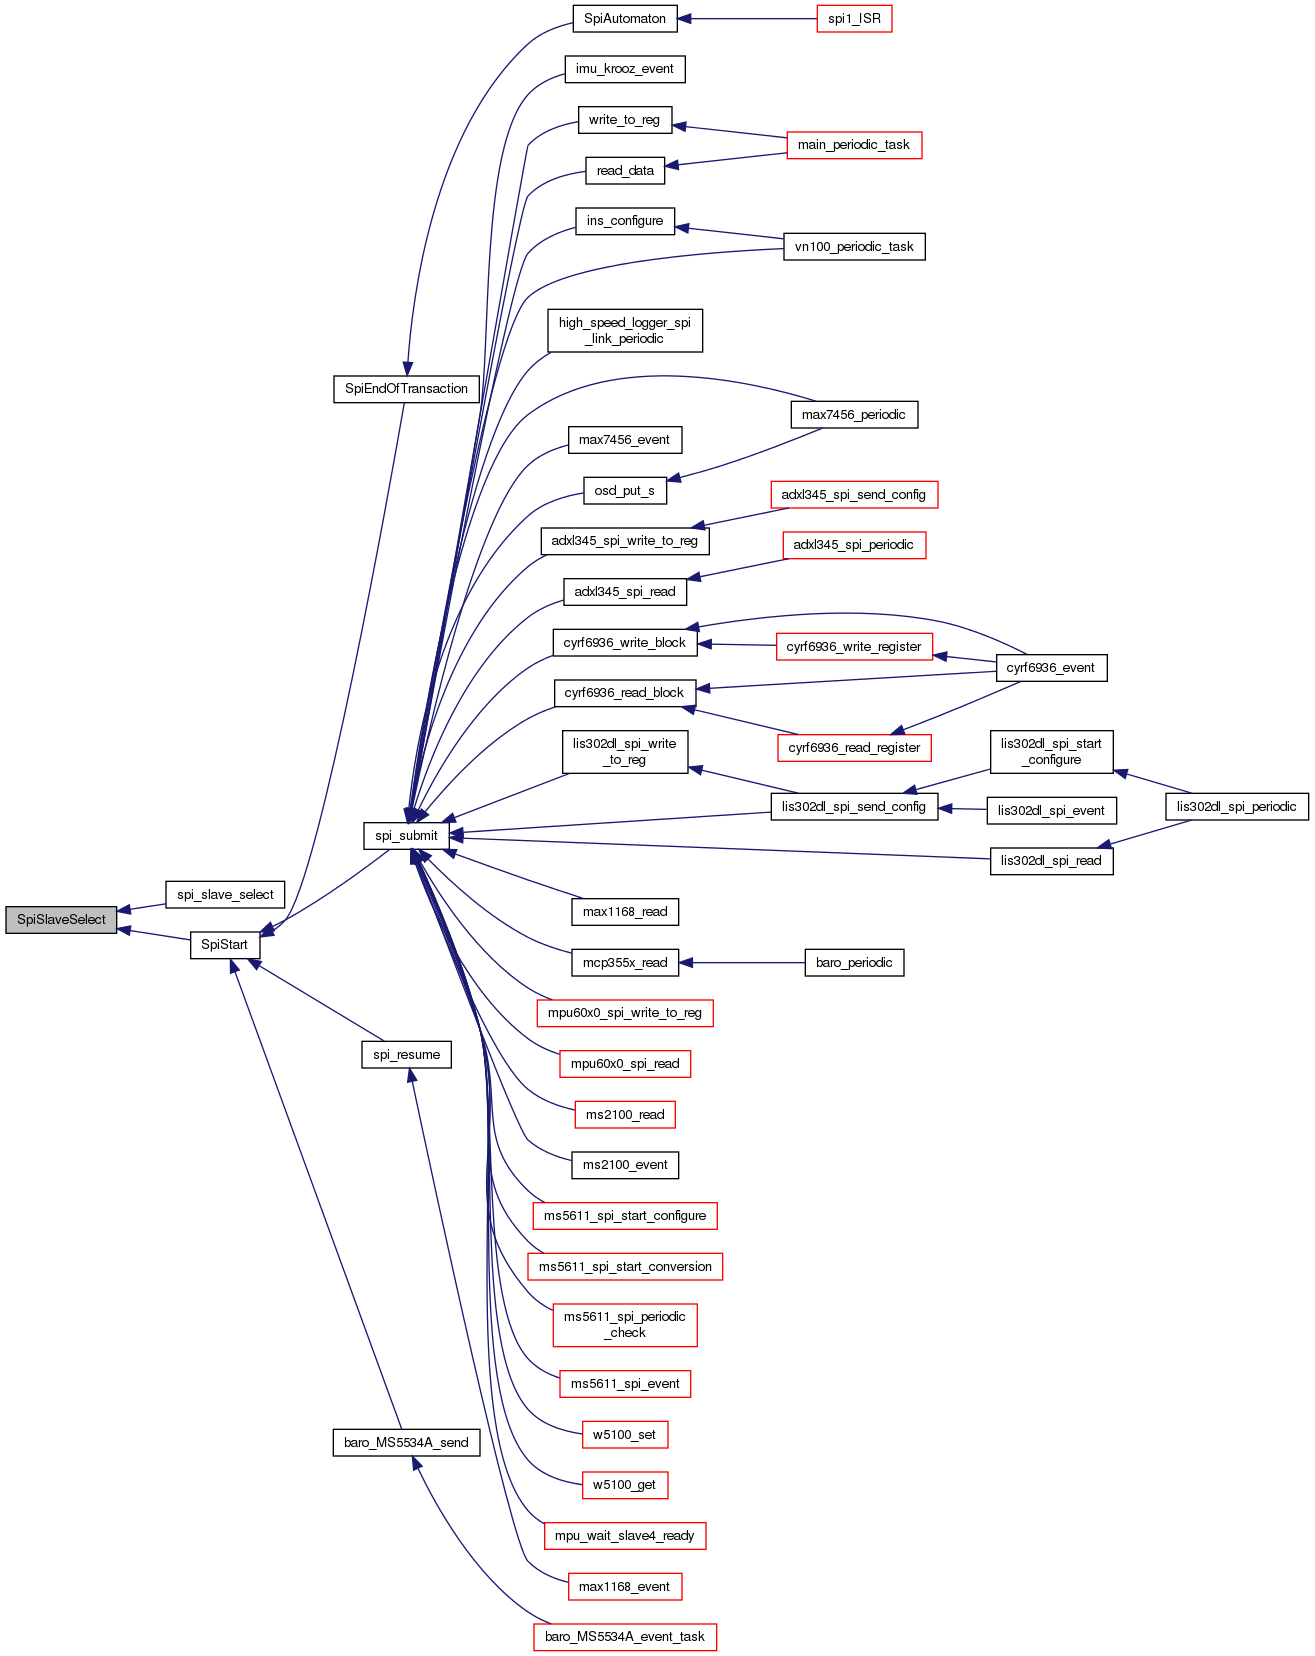 SpiAutomaton
spi1_ISR
imu_krooz_event
write_to_reg
main_periodic_task
read_data
ins_configure
vn100_periodic_task
high_speed_logger_spi
_link_periodic
SpiEndOfTransaction
max7456_periodic
max7456_event
osd_put_s
adxl345_spi_send_config
adxl345_spi_write_to_reg
adxl345_spi_periodic
adxl345_spi_read
cyrf6936_write_block
cyrf6936_write_register
cyrf6936_event
cyrf6936_read_block
cyrf6936_read_register
lis302dl_spi_write
_to_reg
lis302dl_spi_start
_configure
lis302dl_spi_send_config
lis302dl_spi_event
lis302dl_spi_periodic
spi_submit
lis302dl_spi_read
spi_slave_select
max1168_read
SpiSlaveSelect
SpiStart
mcp355x_read
baro_periodic
mpu60x0_spi_write_to_reg
spi_resume
mpu60x0_spi_read
ms2100_read
ms2100_event
ms5611_spi_start_configure
ms5611_spi_start_conversion
ms5611_spi_periodic
_check
ms5611_spi_event
baro_MS5534A_send
w5100_set
w5100_get
mpu_wait_slave4_ready
max1168_event
baro_MS5534A_event_task